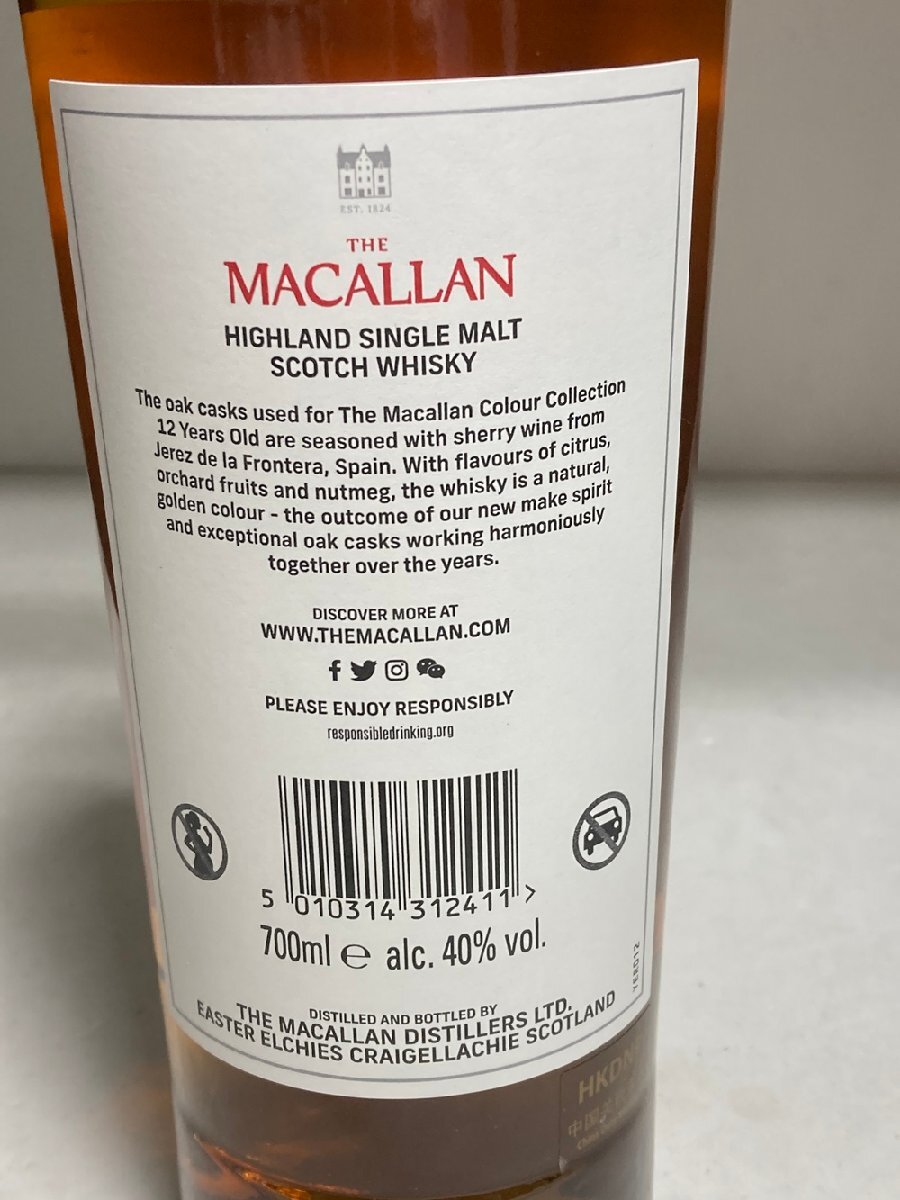 EST. 1824
THE
MACALLAN
HIGHLAND SINGLE MALT
SCOTCH WHISKY
The oak casks used for The Macallan Colour Collection
12 Years Old are seasoned with sherry wine from
Jerez de la Frontera, Spain. With flavours of citrus,
orchard fruits and nutmeg, the whisky is a natural,
golden colour - the outcome of our new make spirit
and exceptional oak casks working harmoniously
together over the years.
DISCOVER MORE AT
WWW.THEMACALLAN.COM
PLEASE ENJOY RESPONSIBLY
responsibledrinking.org
5 010314 312411 >
700ml e alc. 40% vol.
DISTILLED AND BOTTLED BY
THE MACALLAN DISTILLERS LTD.
EASTER ELCHIES CRAIGELLACHIE SCOTLAND
中国